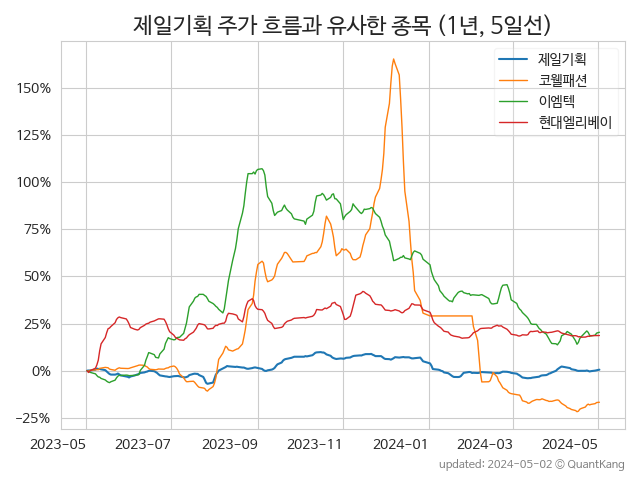 제일기획 주가 흐름과 유사한 종목 (1년, 5일선)
제일기획
코웰패션
이엠텍
현대엘리베이
150%
125%
100%
75%
50%
25%
0%
−25%
2023-05
2023-07
2023-09
2023-11
2024-01
2024-03
2024-05
updated: 2024-05-02 © QuantKang